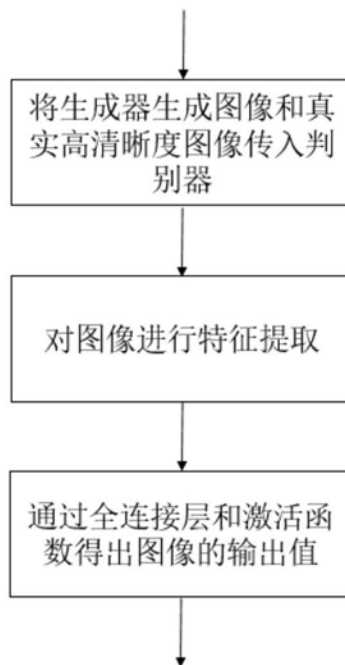 将生成器生成图像和真
实高清晰度图像传入判
别器
对图像进行特征提取
通过全连接层和激活函
数得出图像的输出值